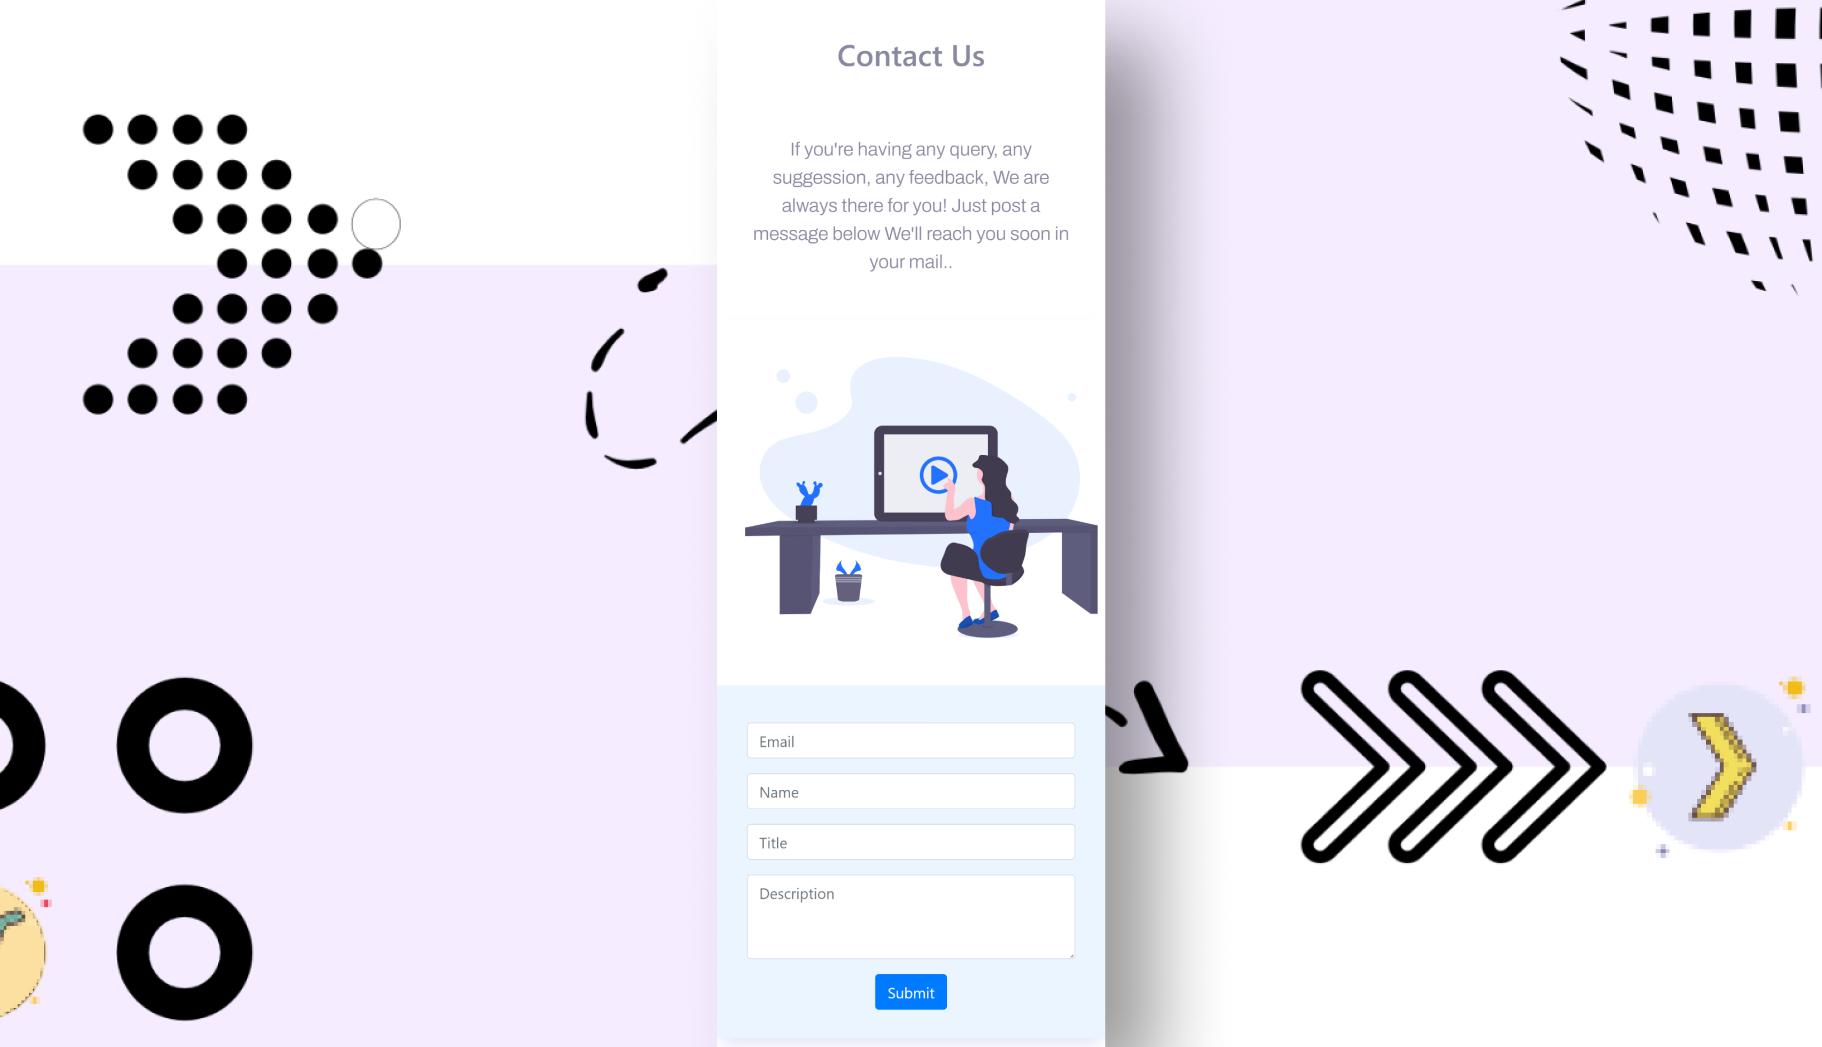 Contact Us
If you're having any query, any
suggession, any feedback, We are
always there for you! Just post a
message below We'll reach you soon in
your mail..
Email
Name
Title
Description
Submit